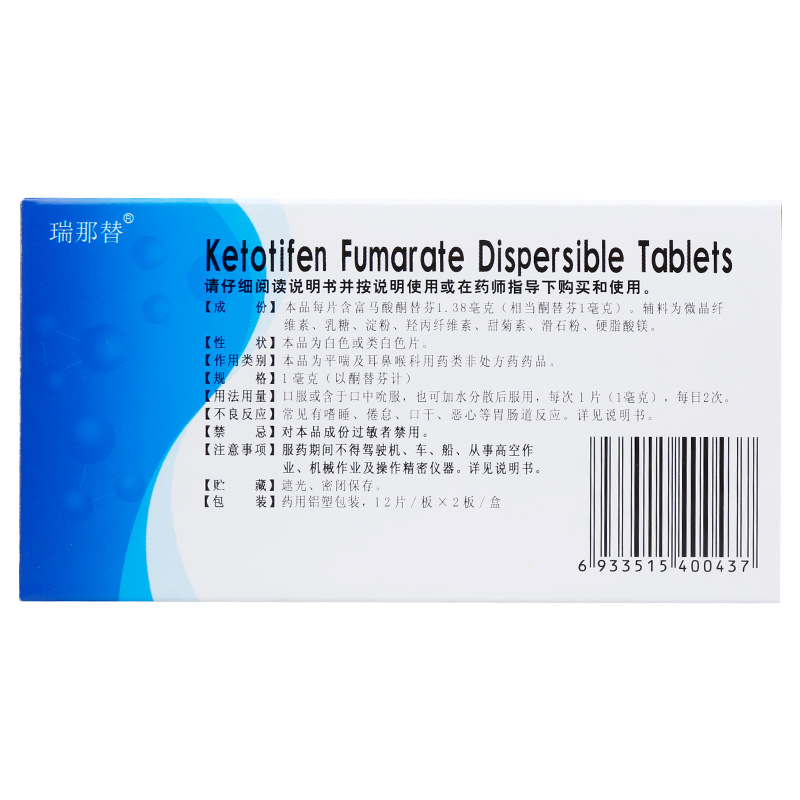 瑞那替®
Ketotifen Fumarate Dispersible Tablets
请仔细阅读说明书并按说明使用或在药师指导下购买和使用。
【成　份】本品每片含富马酸酮替芬1.38毫克（相当酮替芬1毫克）。辅料为微晶纤
维素、乳糖、淀粉、羟丙纤维素、甜菊素、滑石粉、硬脂酸镁。
【性　状】本品为白色或类白色片。
【作用类别】本品为平喘及耳鼻喉科用药类非处方药药品。
【规　格】1毫克（以酮替芬计）
【用法用量】口服或含于口中吮服，也可加水分散后服用，每次1片（1毫克），每日2次。
【不良反应】常见有嗜睡、倦怠、口干、恶心等胃肠道反应。详见说明书。
【禁　忌】对本品成份过敏者禁用。
【注意事项】服药期间不得驾驶机、车、船、从事高空作
业、机械作业及操作精密仪器。详见说明书。
【贮　藏】遮光、密闭保存。
【包　装】药用铝塑包装，12片/板×2板/盒
6 933515 400437